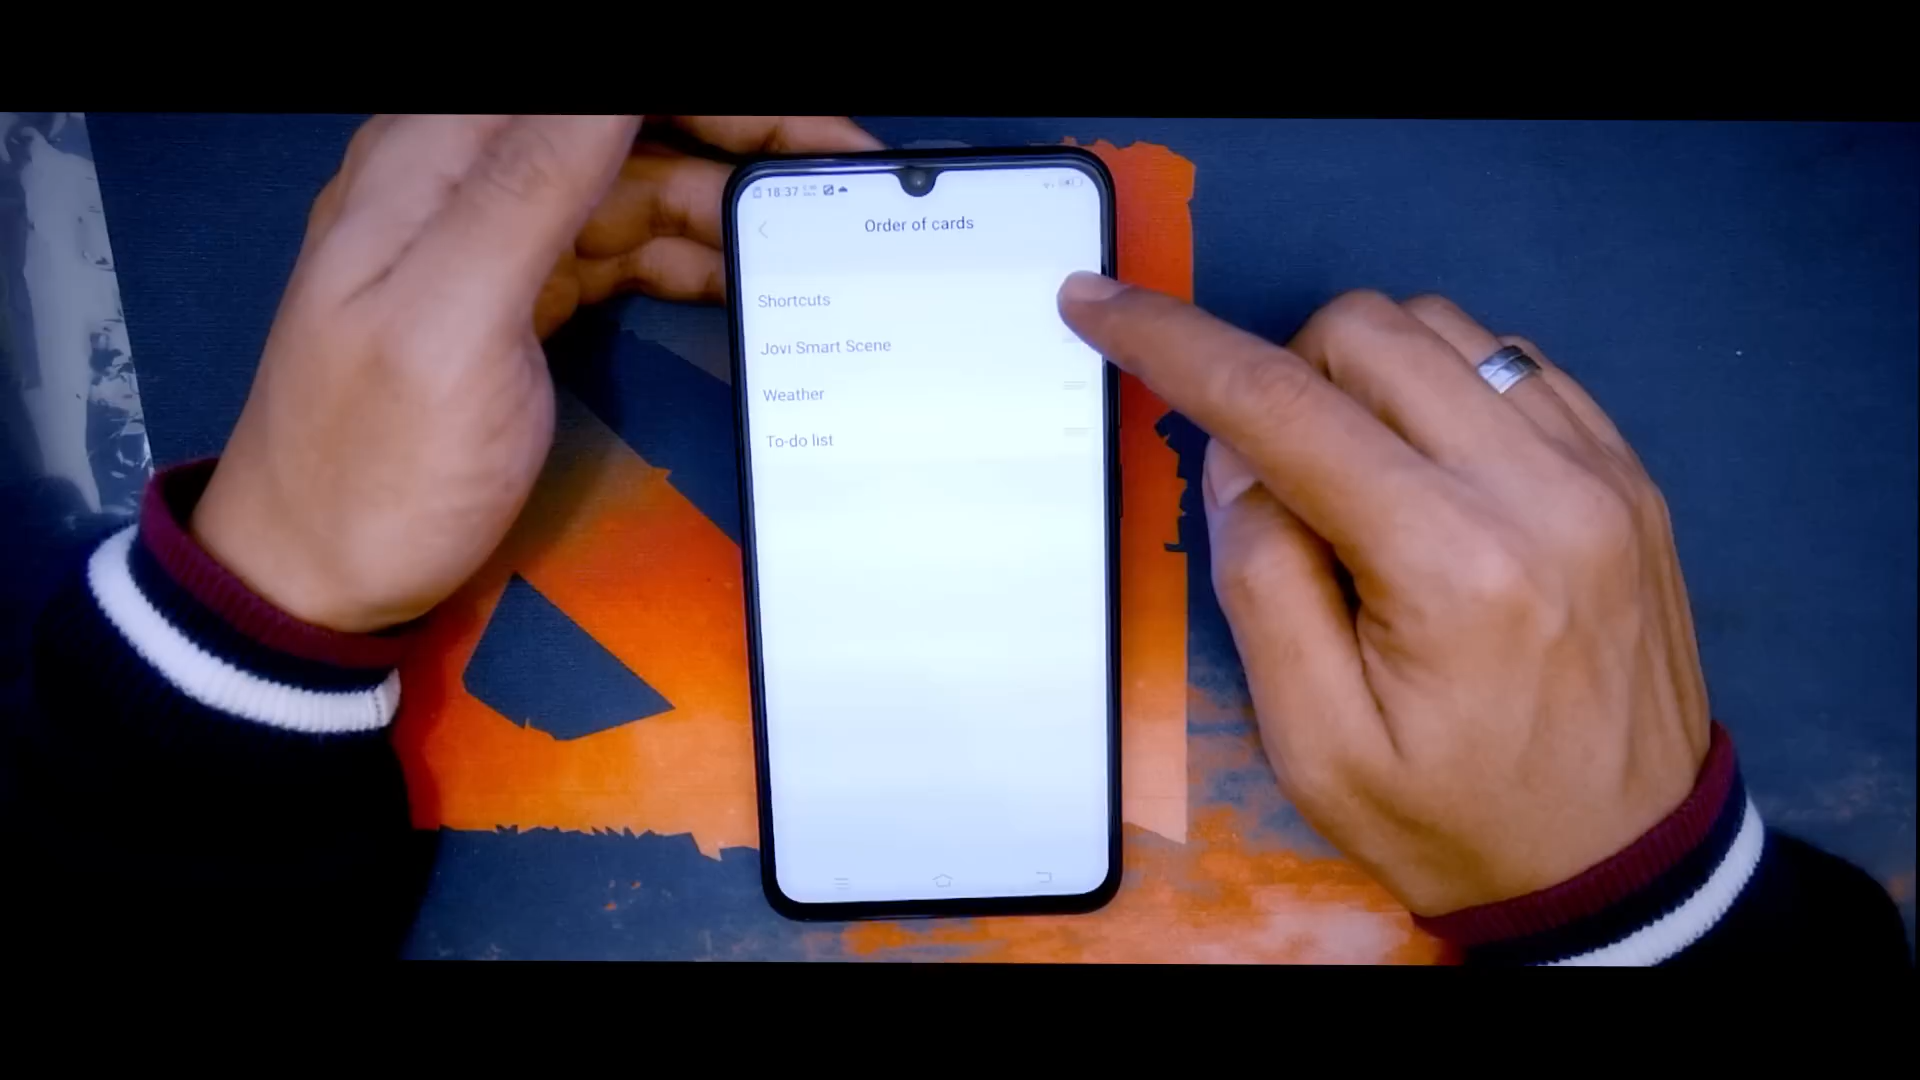 18:37
Order of cards
Shortcuts
Jovi Smart Scene
Weather
To-do list